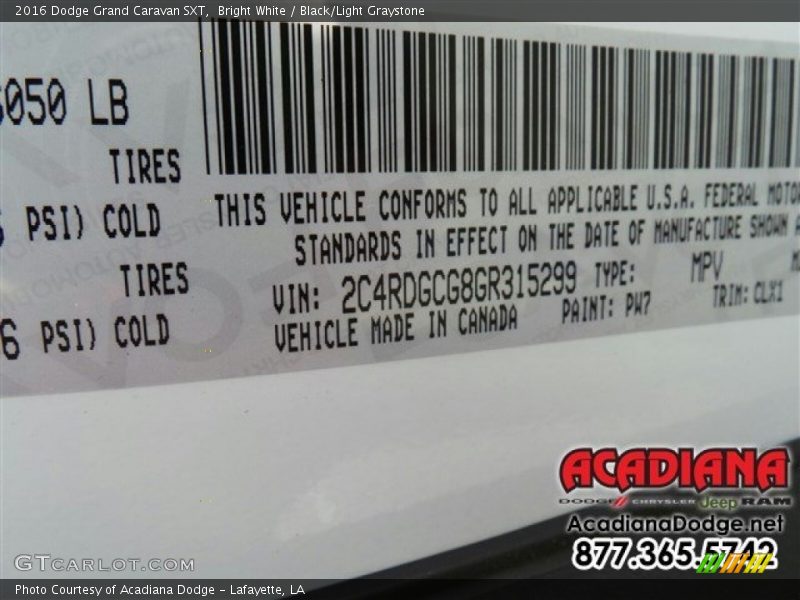 2016 Dodge Grand Caravan SXT, Bright White / Black/Light Graystone
050 LB
TIRES
PSI) COLD
TIRES
6 PSI) COLD
THIS VEHICLE CONFORMS TO ALL APPLICABLE U.S.A. FEDERAL MOTOR
STANDARDS IN EFFECT ON THE DATE OF MANUFACTURE SHOWN A
VIN: 2C4RDGCG8GR315299 TYPE: MPV
VEHICLE MADE IN CANADA PAINT: PW7 TRIM: CLX1
ACADIANA
DODGE CHRYSLER Jeep RAM
AcadianaDodge.net
877.365.5742
GTCARLOT.COM
Photo Courtesy of Acadiana Dodge - Lafayette, LA